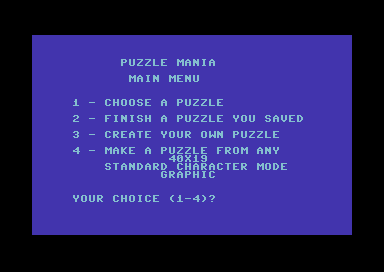 PUZZLE MANIA
MAIN MENU
1 - CHOOSE A PUZZLE
2 - FINISH A PUZZLE YOU SAVED
3 - CREATE YOUR OWN PUZZLE
4 - MAKE A PUZZLE FROM ANY
40X19
STANDARD CHARACTER MODE
GRAPHIC
YOUR CHOICE (1-4)?